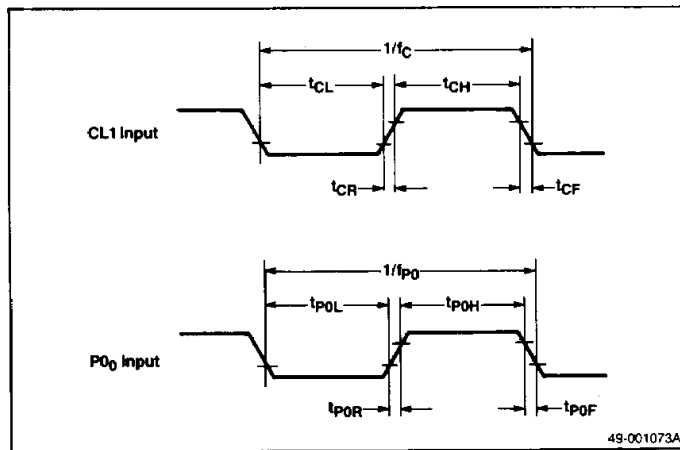 1/fC
tCL
tCH
CL1 Input
tCR
tCF
1/fP0
tP0L
tP0H
P00 Input
tP0R
tP0F
49-001073A